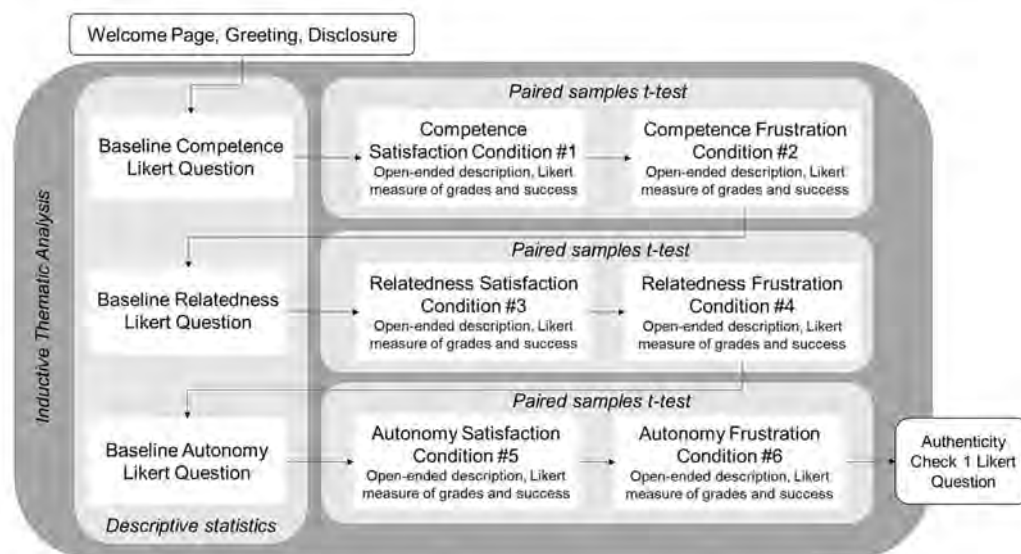 Welcome Page, Greeting, Disclosure
Inductive Thematic Analysis
Paired samples t-test
Baseline Competence
Likert Question
Competence
Satisfaction Condition #1
Open-ended description, Likert
measure of grades and success
Competence Frustration
Condition #2
Open-ended description, Likert
measure of grades and success
Paired samples t-test
Baseline Relatedness
Likert Question
Relatedness Satisfaction
Condition #3
Open-ended description, Likert
measure of grades and success
Relatedness Frustration
Condition #4
Open-ended description, Likert
measure of grades and success
Paired samples t-test
Baseline Autonomy
Likert Question
Autonomy Satisfaction
Condition #5
Open-ended description, Likert
measure of grades and success
Autonomy Frustration
Condition #6
Open-ended description, Likert
measure of grades and success
Authenticity
Check 1 Likert
Question
Descriptive statistics